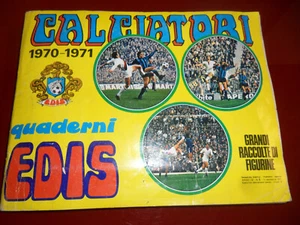 CALCIATORI
1970-1971
EDIS
quaderni
EDIS
GRANDI
RACCOLTE DI
FIGURINE